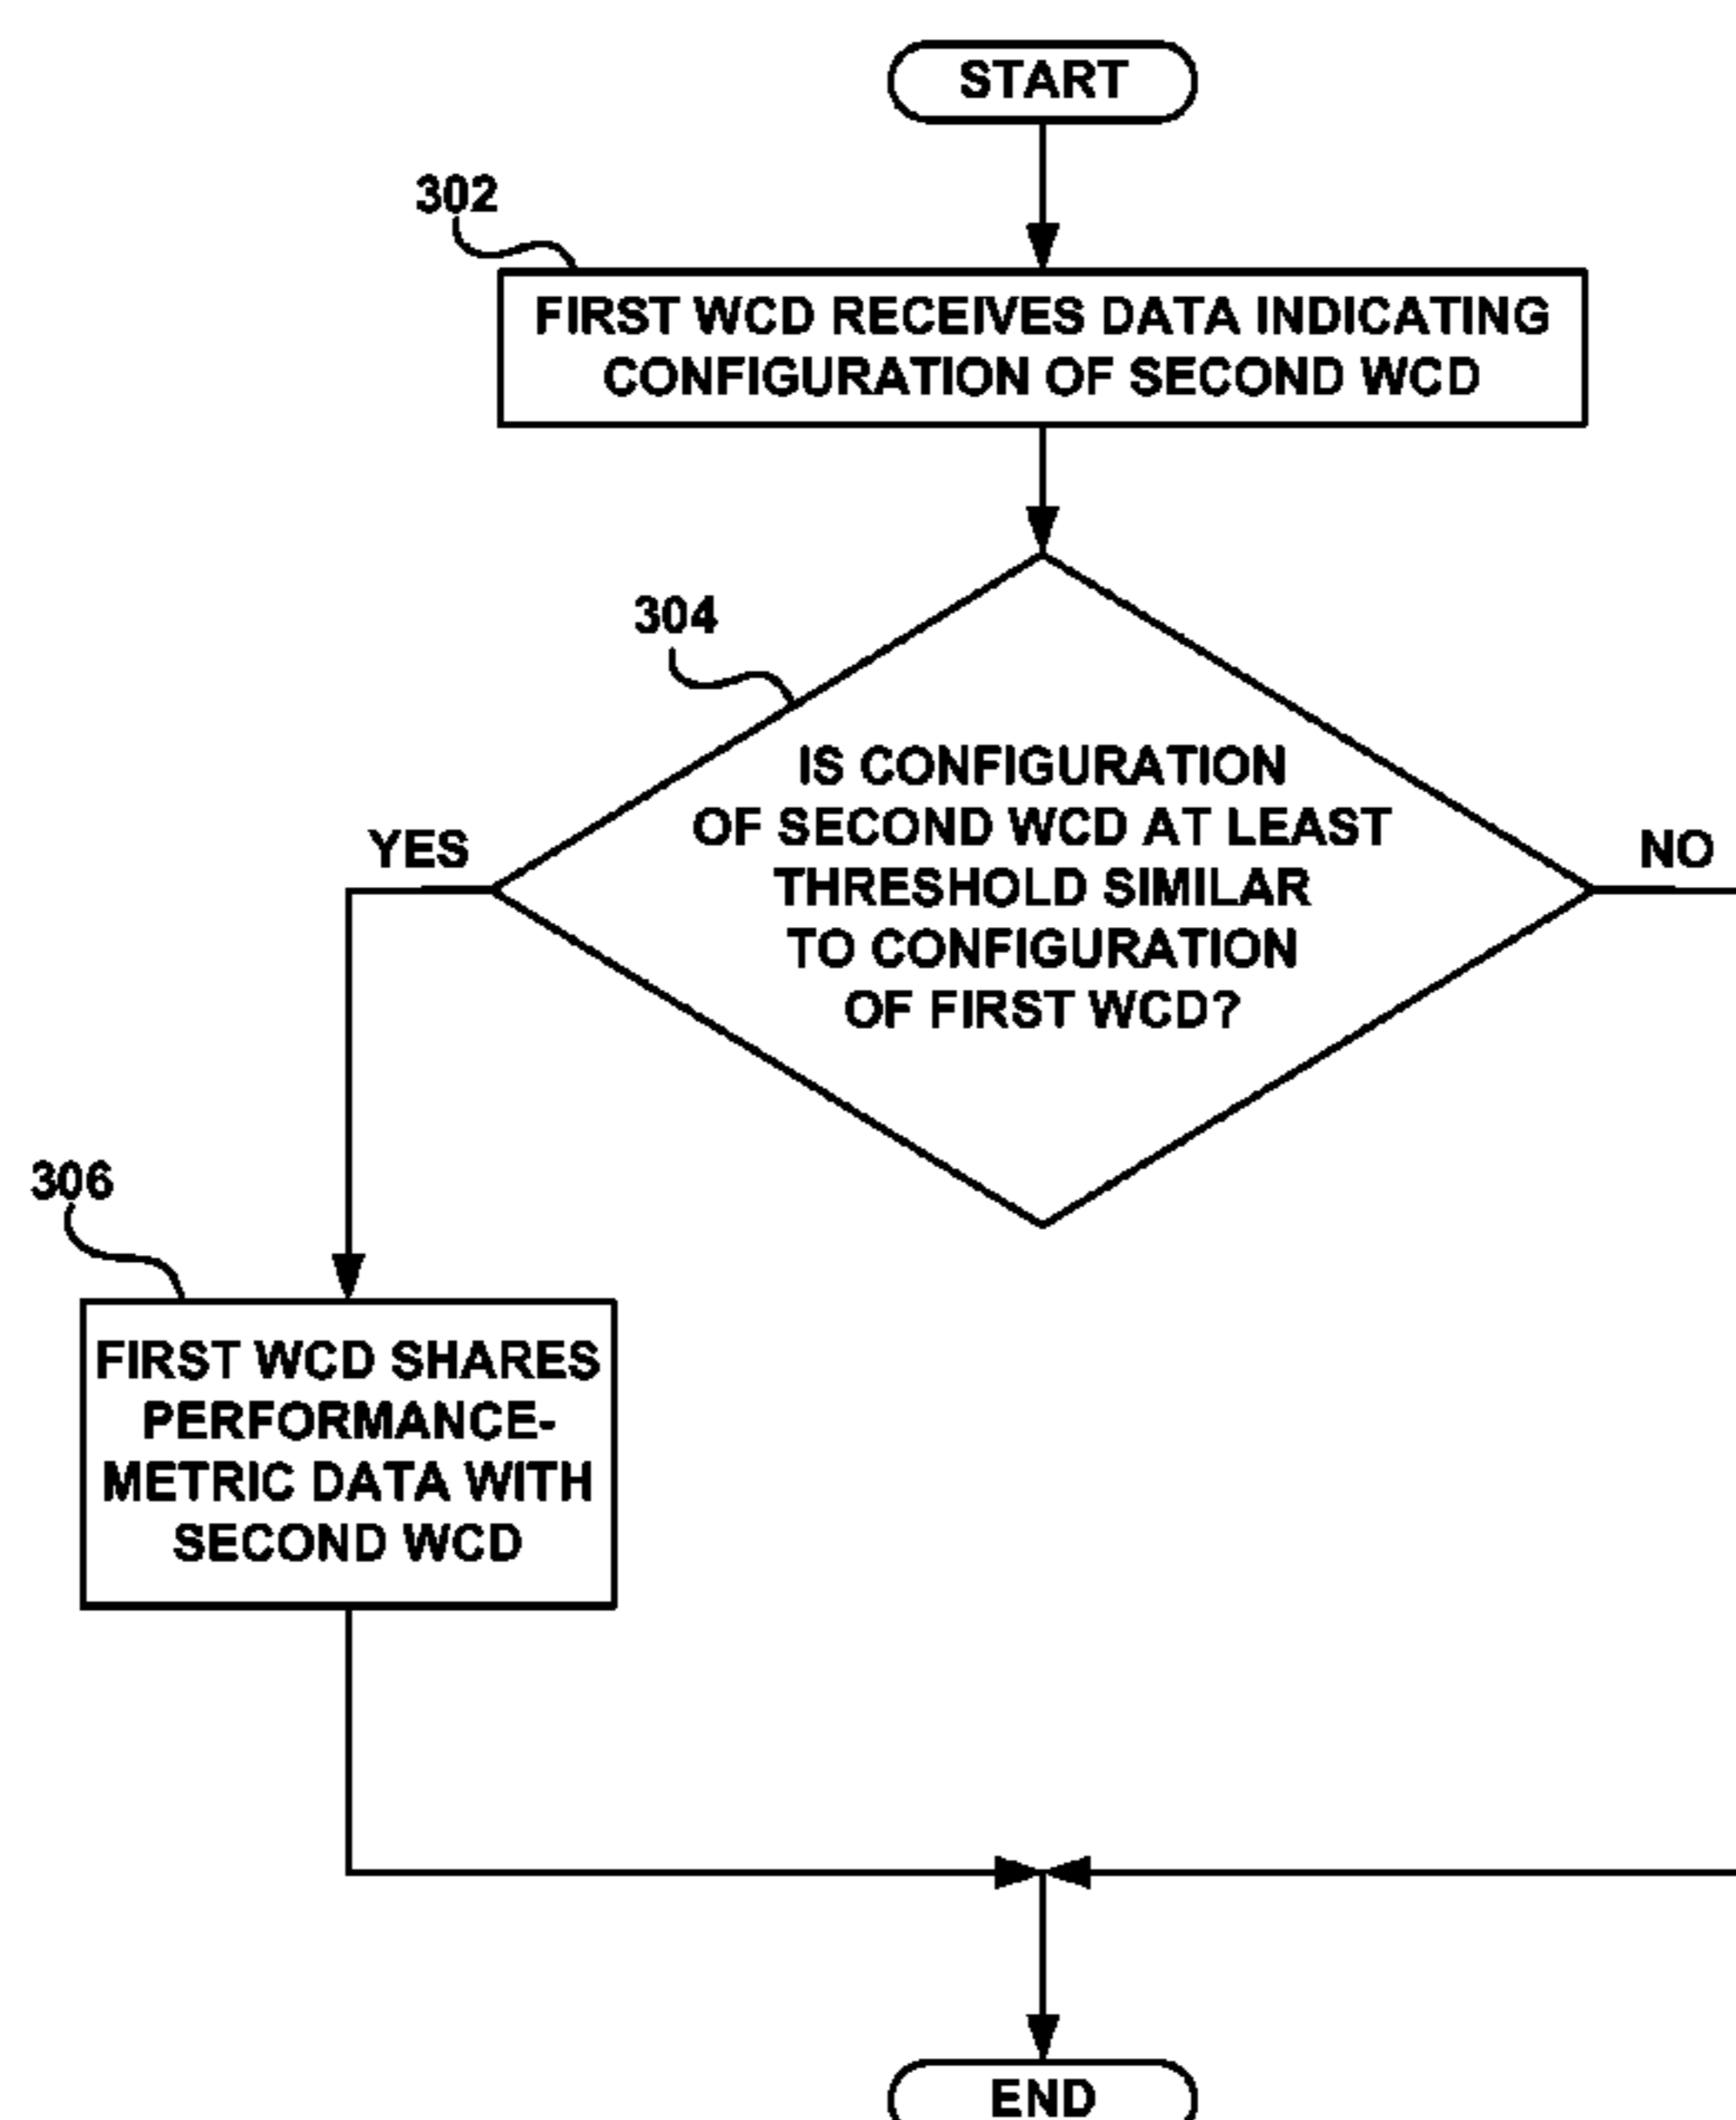 START
302
FIRST WCD RECEIVES DATA INDICATING
CONFIGURATION OF SECOND WCD
304
IS CONFIGURATION
OF SECOND WCD AT LEAST
THRESHOLD SIMILAR
TO CONFIGURATION
OF FIRST WCD?
YES
NO
306
FIRST WCD SHARES
PERFORMANCE-
METRIC DATA WITH
SECOND WCD
END